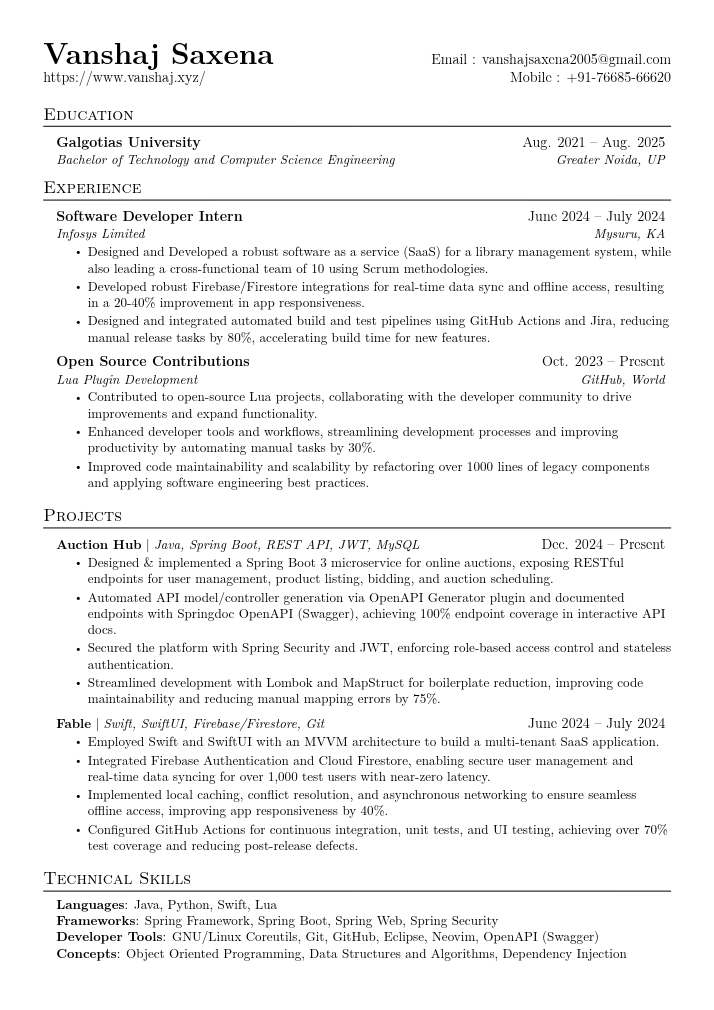 Vanshaj Saxena
Email : vanshajsaxena2005@gmail.com
https://www.vanshaj.xyz/
Mobile : +91-76685-66620
Education
Galgotias University Aug. 2021 – Aug. 2025
Bachelor of Technology and Computer Science Engineering Greater Noida, UP
Experience
Software Developer Intern June 2024 – July 2024
Infosys Limited Mysuru, KA
• Designed and Developed a robust software as a service (SaaS) for a library management system, while
also leading a cross-functional team of 10 using Scrum methodologies.
• Developed robust Firebase/Firestore integrations for real-time data sync and offline access, resulting
in a 20-40% improvement in app responsiveness.
• Designed and integrated automated build and test pipelines using GitHub Actions and Jira, reducing
manual release tasks by 80%, accelerating build time for new features.
Open Source Contributions Oct. 2023 – Present
Lua Plugin Development GitHub, World
• Contributed to open-source Lua projects, collaborating with the developer community to drive
improvements and expand functionality.
• Enhanced developer tools and workflows, streamlining development processes and improving
productivity by automating manual tasks by 30%.
• Improved code maintainability and scalability by refactoring over 1000 lines of legacy components
and applying software engineering best practices.
Projects
Auction Hub | Java, Spring Boot, REST API, JWT, MySQL Dec. 2024 – Present
• Designed & implemented a Spring Boot 3 microservice for online auctions, exposing RESTful
endpoints for user management, product listing, bidding, and auction scheduling.
• Automated API model/controller generation via OpenAPI Generator plugin and documented
endpoints with Springdoc OpenAPI (Swagger), achieving 100% endpoint coverage in interactive API
docs.
• Secured the platform with Spring Security and JWT, enforcing role-based access control and stateless
authentication.
• Streamlined development with Lombok and MapStruct for boilerplate reduction, improving code
maintainability and reducing manual mapping errors by 75%.
Fable | Swift, SwiftUI, Firebase/Firestore, Git June 2024 – July 2024
• Employed Swift and SwiftUI with an MVVM architecture to build a multi-tenant SaaS application.
• Integrated Firebase Authentication and Cloud Firestore, enabling secure user management and
real-time data syncing for over 1,000 test users with near-zero latency.
• Implemented local caching, conflict resolution, and asynchronous networking to ensure seamless
offline access, improving app responsiveness by 40%.
• Configured GitHub Actions for continuous integration, unit tests, and UI testing, achieving over 70%
test coverage and reducing post-release defects.
Technical Skills
Languages: Java, Python, Swift, Lua
Frameworks: Spring Framework, Spring Boot, Spring Web, Spring Security
Developer Tools: GNU/Linux Coreutils, Git, GitHub, Eclipse, Neovim, OpenAPI (Swagger)
Concepts: Object Oriented Programming, Data Structures and Algorithms, Dependency Injection